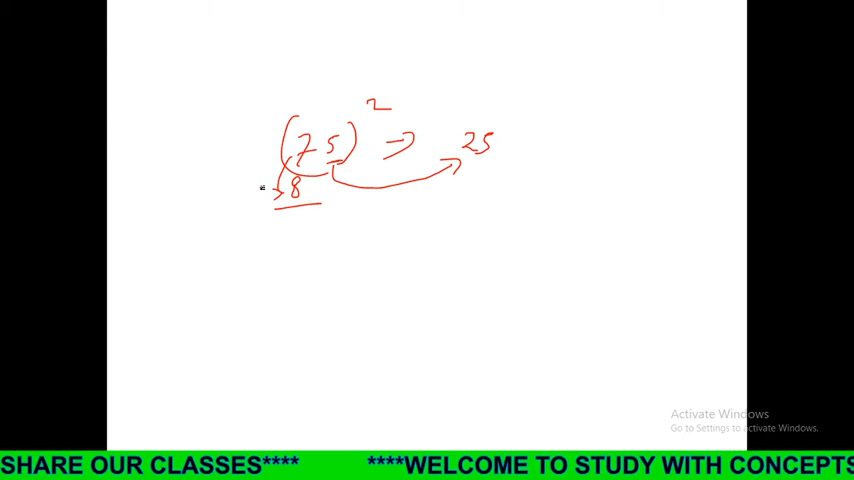 (75)² ⇒ 25
8
Activate Windows
Go to Settings to activate Windows.
SHARE OUR CLASSES**** ****WELCOME TO STUDY WITH CONCEPTS